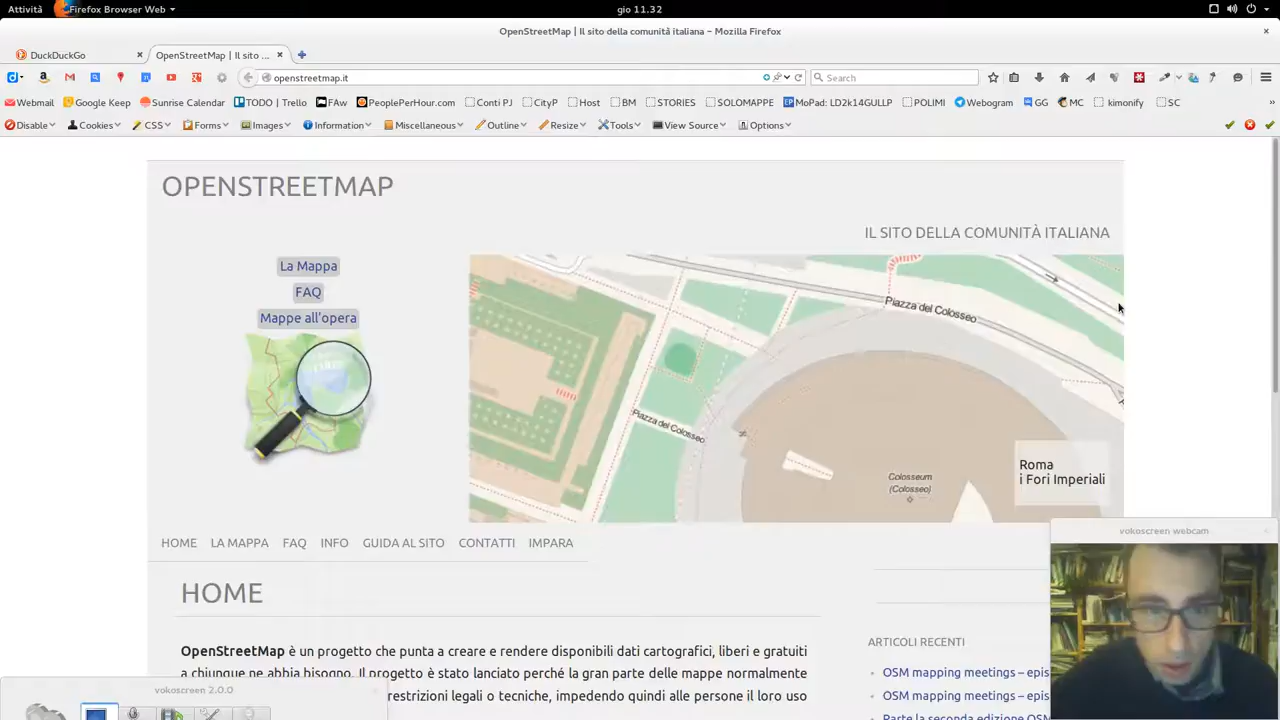 Attività Firefox Browser Web gio 11.32
OpenStreetMap | Il sito della comunità italiana – Mozilla Firefox
DuckDuckGo OpenStreetMap | Il sito ...
openstreetmap.it Search
Webmail Google Keep Sunrise Calendar TODO | Trello FAw PeoplePerHour.com Conti PJ CityP Host BM STORIES SOLOMAPPE MoPad: LD2k14GULLP POLIMI Webogram GG MC kimonify SC »
Disable Cookies CSS Forms Images Information Miscellaneous Outline Resize Tools View Source Options
OPENSTREETMAP
IL SITO DELLA COMUNITÀ ITALIANA
La Mappa
FAQ
Mappe all'opera
Piazza del Colosseo
Piazza del Colosseo
Colosseum
(Colosseo)
Roma
i Fori Imperiali
HOME LA MAPPA FAQ INFO GUIDA AL SITO CONTATTI IMPARA
vokoscreen webcam
HOME
OpenStreetMap è un progetto che punta a creare e rendere disponibili dati cartografici, liberi e gratuiti
a chiunque ne abbia bisogno. Il progetto è stato lanciato perché la gran parte delle mappe normalmente
restrizioni legali o tecniche, impedendo quindi alle persone il loro uso
ARTICOLI RECENTI
OSM mapping meetings – epis
OSM mapping meetings – epis
Parte la seconda edizione OSM
vokoscreen 2.0.0